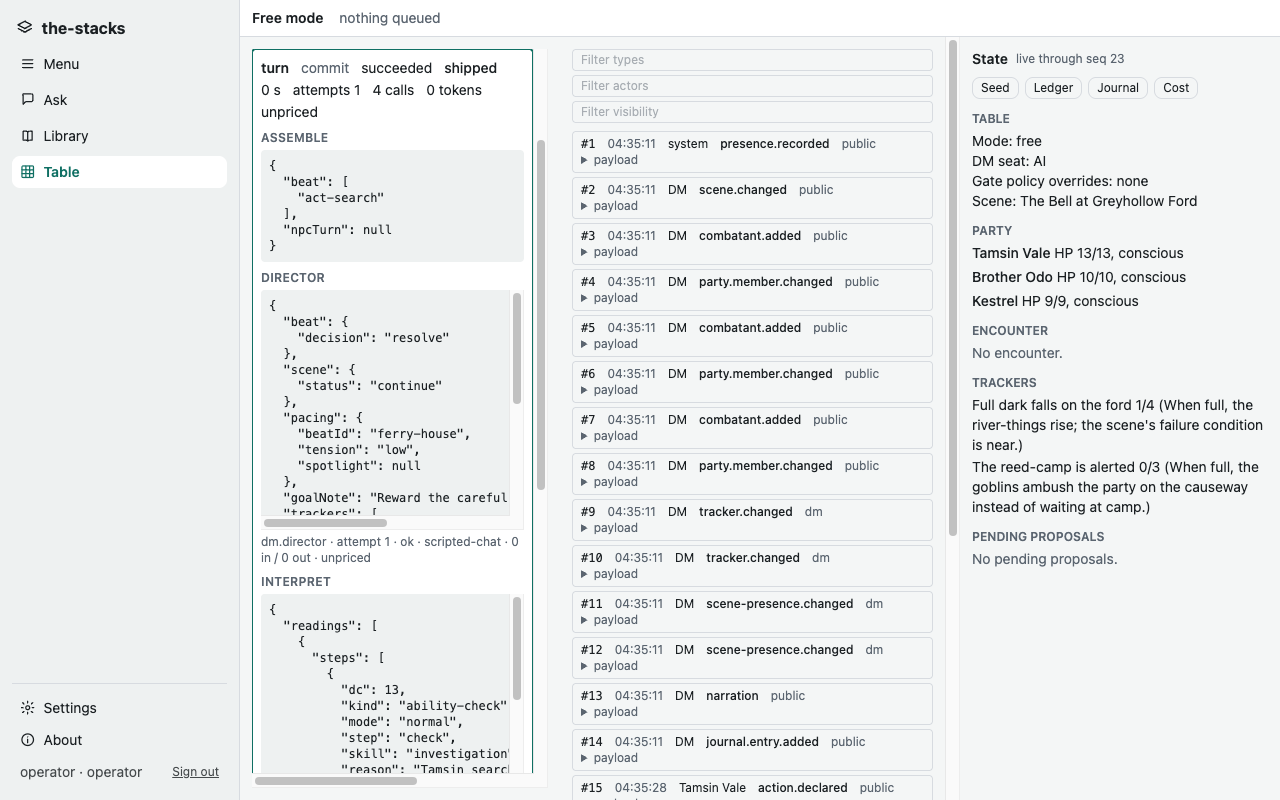 the-stacks
Menu
Ask
Library
Table
Settings
About
operator · operator Sign out
Free mode nothing queued
turn commit succeeded shipped
0 s attempts 1 4 calls 0 tokens
unpriced
ASSEMBLE
{
"beat": [
"act-search"
],
"npcTurn": null
}
DIRECTOR
{
"beat": {
"decision": "resolve"
},
"scene": {
"status": "continue"
},
"pacing": {
"beatId": "ferry-house",
"tension": "low",
"spotlight": null
},
"goalNote": "Reward the careful
"trackers": [
dm.director · attempt 1 · ok · scripted-chat · 0
in / 0 out · unpriced
INTERPRET
{
"readings": [
{
"steps": [
{
"dc": 13,
"kind": "ability-check"
"mode": "normal",
"step": "check",
"skill": "investigation"
"reason": "Tamsin searc
Filter types
Filter actors
Filter visibility
#1 04:35:11 system presence.recorded public
payload
#2 04:35:11 DM scene.changed public
payload
#3 04:35:11 DM combatant.added public
payload
#4 04:35:11 DM party.member.changed public
payload
#5 04:35:11 DM combatant.added public
payload
#6 04:35:11 DM party.member.changed public
payload
#7 04:35:11 DM combatant.added public
payload
#8 04:35:11 DM party.member.changed public
payload
#9 04:35:11 DM tracker.changed dm
payload
#10 04:35:11 DM tracker.changed dm
payload
#11 04:35:11 DM scene-presence.changed dm
payload
#12 04:35:11 DM scene-presence.changed dm
payload
#13 04:35:11 DM narration public
payload
#14 04:35:11 DM journal.entry.added public
payload
#15 04:35:28 Tamsin Vale action.declared public
State live through seq 23
Seed Ledger Journal Cost
TABLE
Mode: free
DM seat: AI
Gate policy overrides: none
Scene: The Bell at Greyhollow Ford
PARTY
Tamsin Vale HP 13/13, conscious
Brother Odo HP 10/10, conscious
Kestrel HP 9/9, conscious
ENCOUNTER
No encounter.
TRACKERS
Full dark falls on the ford 1/4 (When full, the
river-things rise; the scene's failure condition
is near.)
The reed-camp is alerted 0/3 (When full, the
goblins ambush the party on the causeway
instead of waiting at camp.)
PENDING PROPOSALS
No pending proposals.